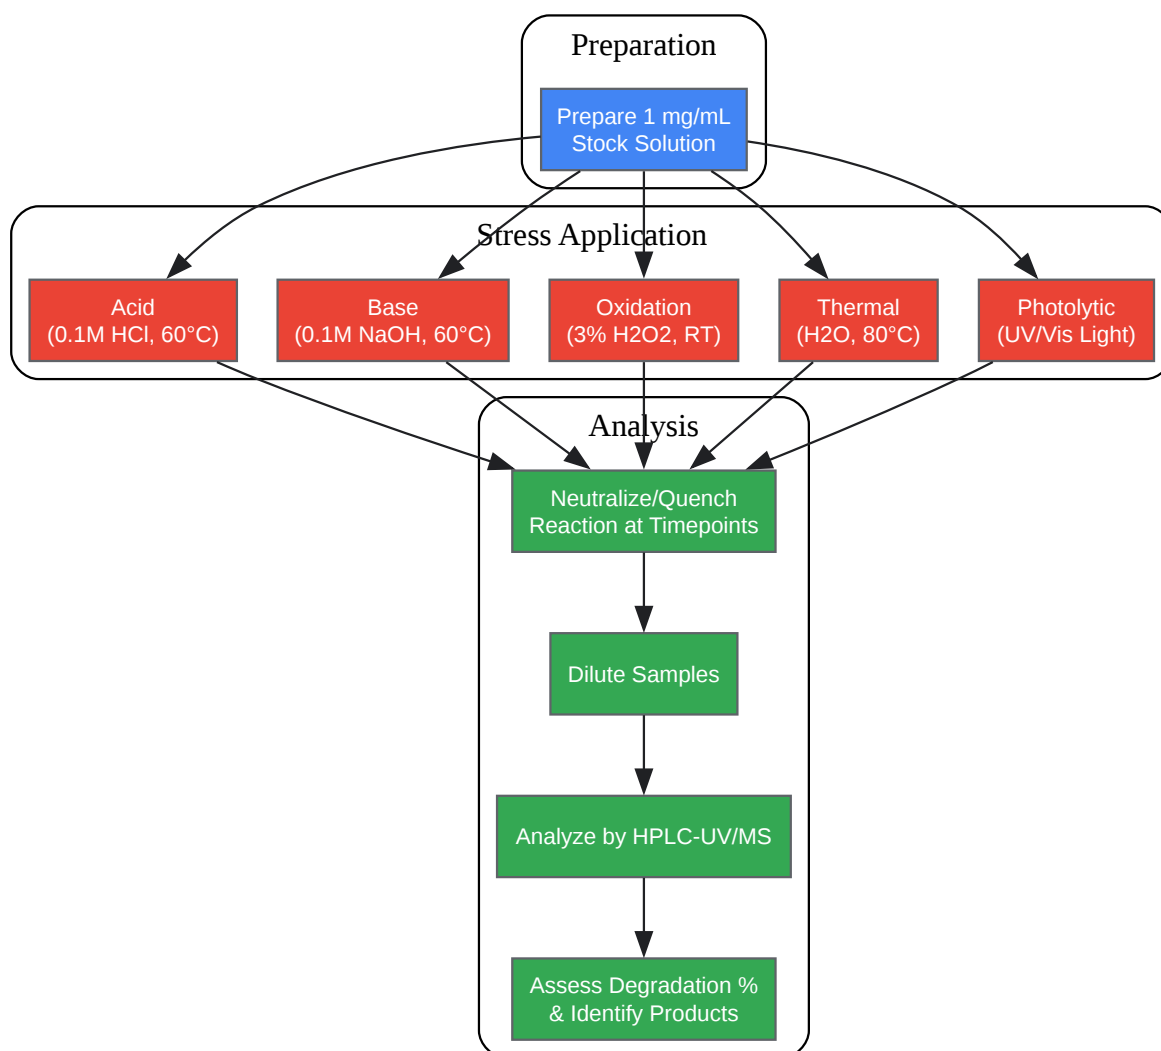 Preparation
Prepare 1 mg/mL
Stock Solution
Stress Application
Acid
(0.1M HCl, 60°C)
Base
(0.1M NaOH, 60°C)
Oxidation
(3% H2O2, RT)
Thermal
(H2O, 80°C)
Photolytic
(UV/Vis Light)
Analysis
Neutralize/Quench
Reaction at Timepoints
Dilute Samples
Analyze by HPLC-UV/MS
Assess Degradation %
& Identify Products